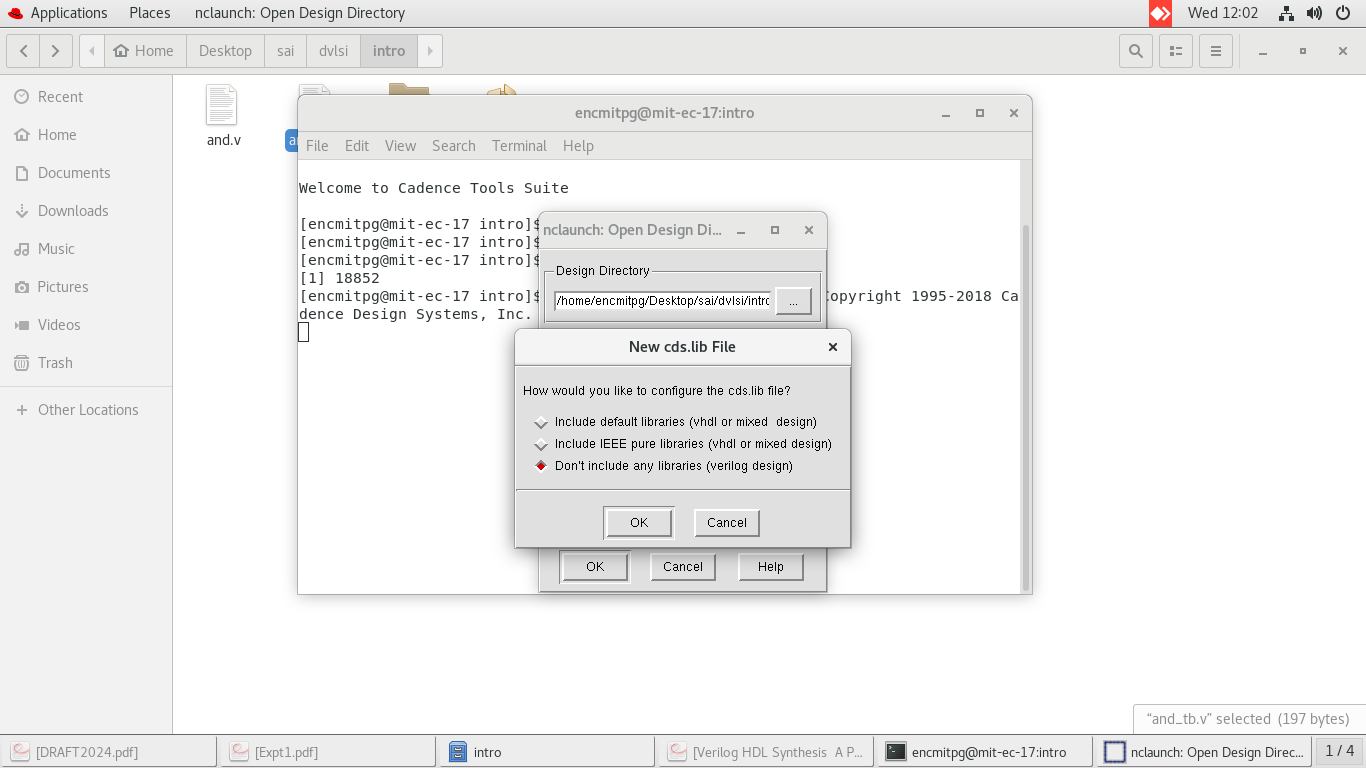 Applications Places nclaunch: Open Design Directory Wed 12:02
Home Desktop sai dvlsi intro
Recent
Home
Documents
Downloads
Music
Pictures
Videos
Trash
Other Locations
and.v
encmitpg@mit-ec-17:intro
File Edit View Search Terminal Help
Welcome to Cadence Tools Suite
[encmitpg@mit-ec-17 intro]$
[encmitpg@mit-ec-17 intro]$
[encmitpg@mit-ec-17 intro]$
[1] 18852
[encmitpg@mit-ec-17 intro]$ Copyright 1995-2018 Ca
dence Design Systems, Inc.
nclaunch: Open Design Di...
Design Directory
/home/encmitpg/Desktop/sai/dvlsi/intro ...
New cds.lib File
How would you like to configure the cds.lib file?
Include default libraries (vhdl or mixed design)
Include IEEE pure libraries (vhdl or mixed design)
Don't include any libraries (verilog design)
OK Cancel
OK Cancel Help
“and_tb.v” selected (197 bytes)
[DRAFT2024.pdf] [Expt1.pdf] intro [Verilog HDL Synthesis A P... encmitpg@mit-ec-17:intro nclaunch: Open Design Direc... 1 / 4